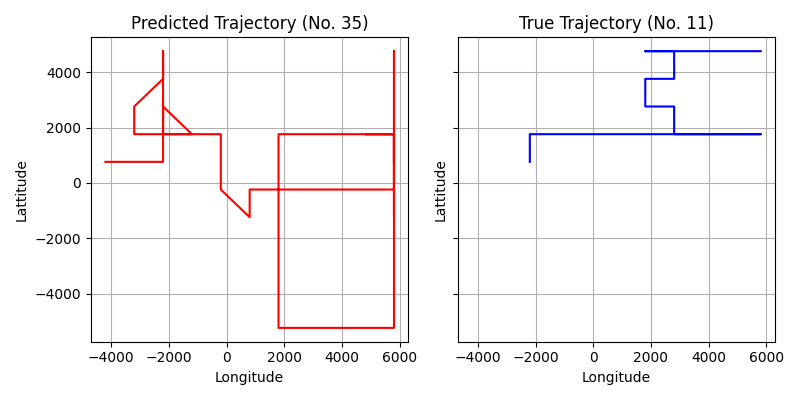 Predicted Trajectory (No. 35)
True Trajectory (No. 11)
4000
2000
0
−2000
−4000
Lattitude
Lattitude
−4000 −2000 0 2000 4000 6000
−4000 −2000 0 2000 4000 6000
Longitude
Longitude